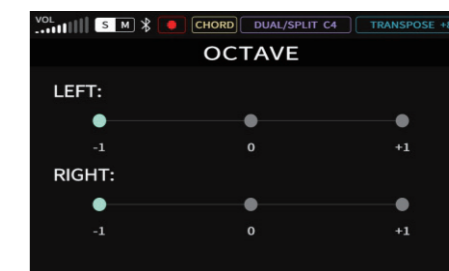 VOL S M CHORD DUAL/SPLIT C4 TRANSPOSE
OCTAVE
LEFT:
-1 0 +1
RIGHT:
-1 0 +1